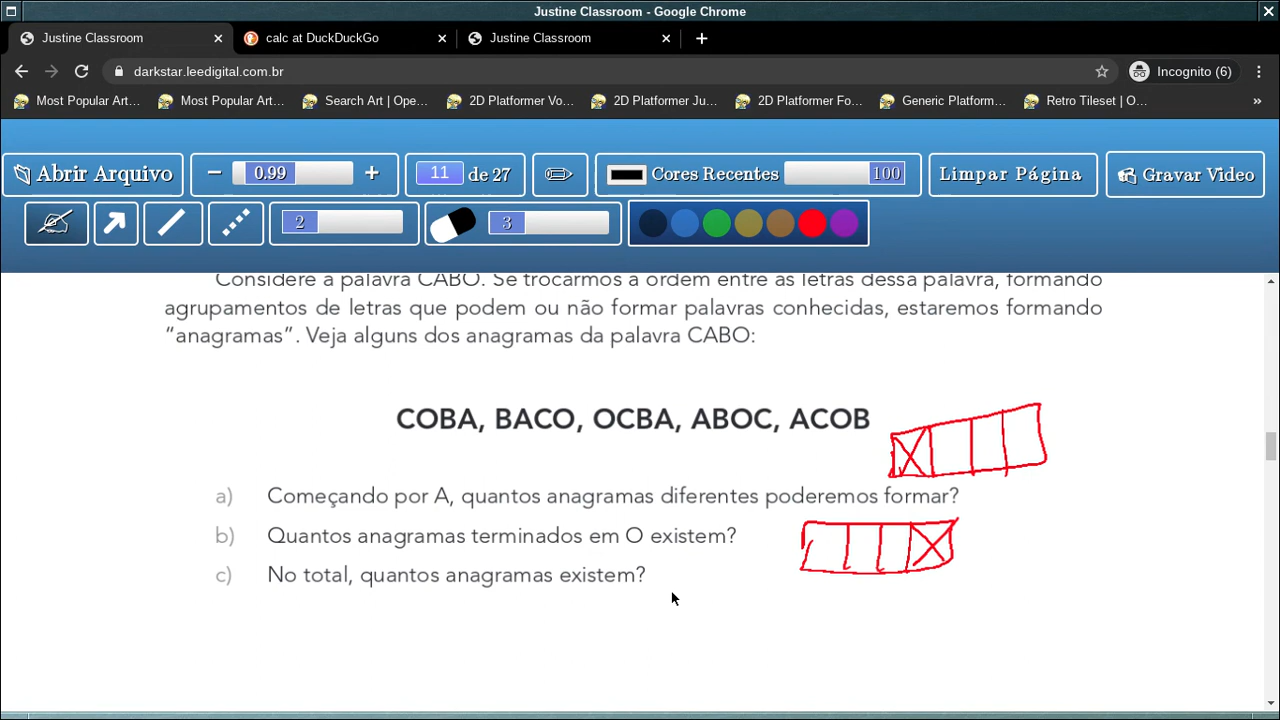 Justine Classroom - Google Chrome
Justine Classroom
calc at DuckDuckGo
Justine Classroom
darkstar.leedigital.com.br
Incognito (6)
Most Popular Art...
Most Popular Art...
Search Art | Ope...
2D Platformer Vo...
2D Platformer Ju...
2D Platformer Fo...
Generic Platform...
Retro Tileset | O...
»
Abrir Arquivo
− 0.99 +
11 de 27
Cores Recentes 100
Limpar Página
Gravar Video
2
3
Considere a palavra CABO. Se trocarmos a ordem entre as letras dessa palavra, formando
agrupamentos de letras que podem ou não formar palavras conhecidas, estaremos formando
“anagramas”. Veja alguns dos anagramas da palavra CABO:
COBA, BACO, OCBA, ABOC, ACOB
a) Começando por A, quantos anagramas diferentes poderemos formar?
b) Quantos anagramas terminados em O existem?
c) No total, quantos anagramas existem?